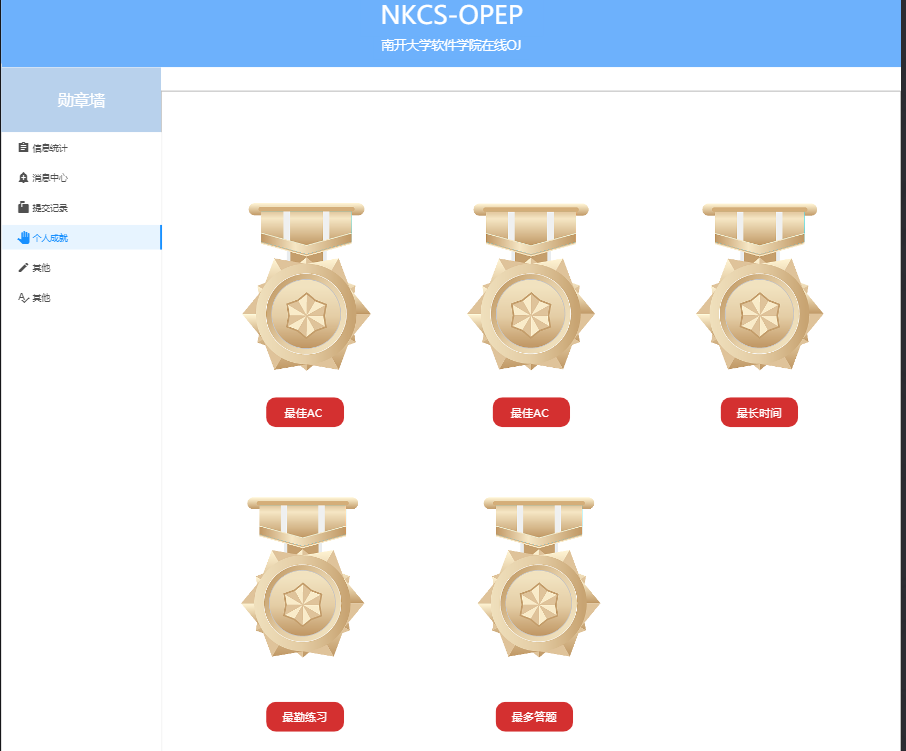 NKCS-OPEP
南开大学软件学院在线OJ
勋章墙
信息统计
消息中心
提交记录
个人成就
其他
其他
最佳AC
最佳AC
最长时间
最勤练习
最多答题